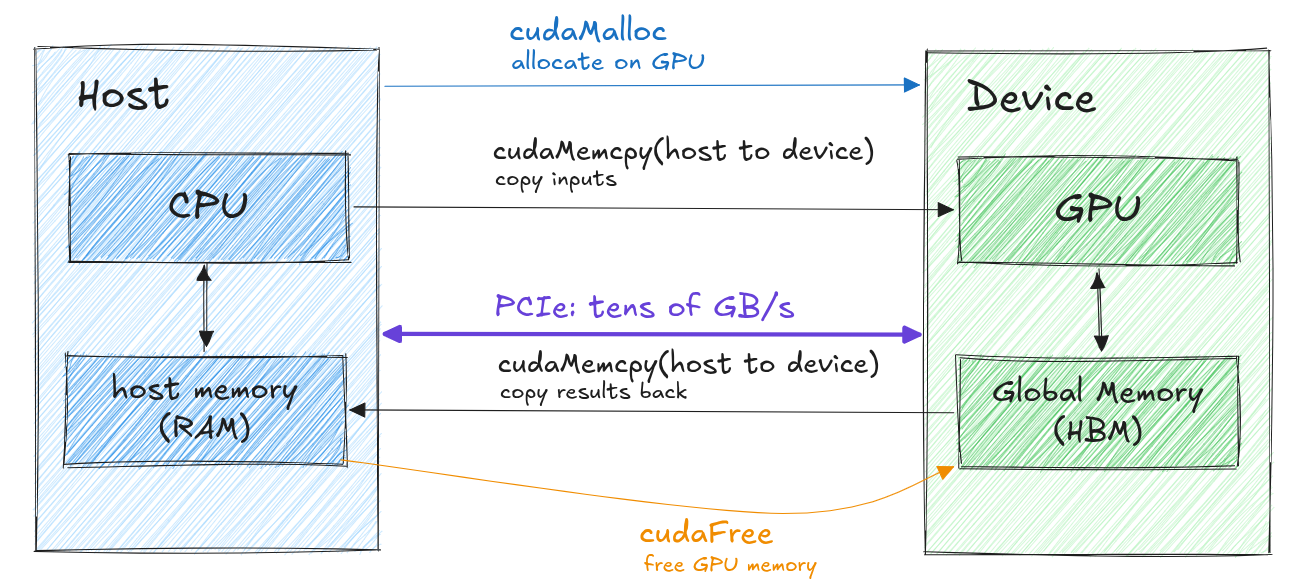 cudaMalloc
allocate on GPU
Host
Device
cudaMemcpy(host to device)
copy inputs
CPU
GPU
PCIe: tens of GB/s
cudaMemcpy(host to device)
copy results back
host memory
(RAM)
Global Memory
(HBM)
cudaFree
free GPU memory